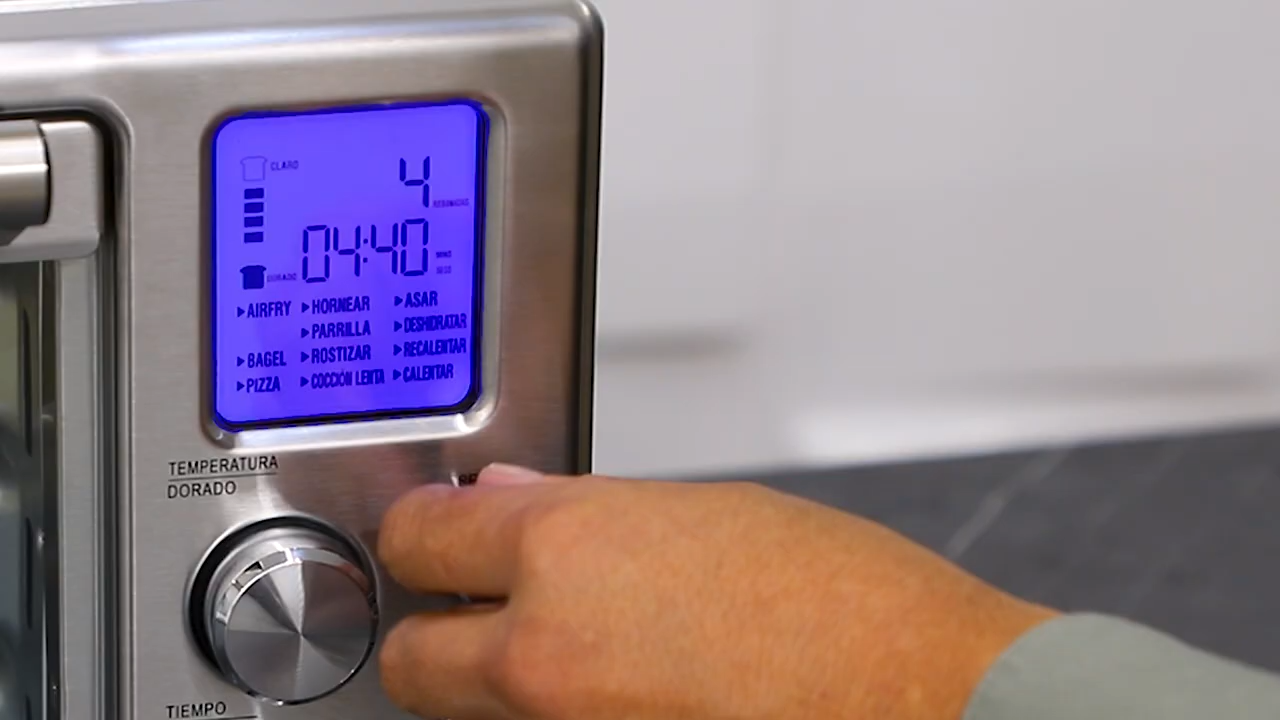 CLARO
4
REBANADAS
04:40
MINS
SEGS
DORADO
▶AIRFRY ▶HORNEAR ▶ASAR
▶PARRILLA ▶DESHIDRATAR
▶BAGEL ▶ROSTIZAR ▶RECALENTAR
▶PIZZA ▶COCCIÓN LENTA ▶CALENTAR
TEMPERATURA
DORADO
TIEMPO